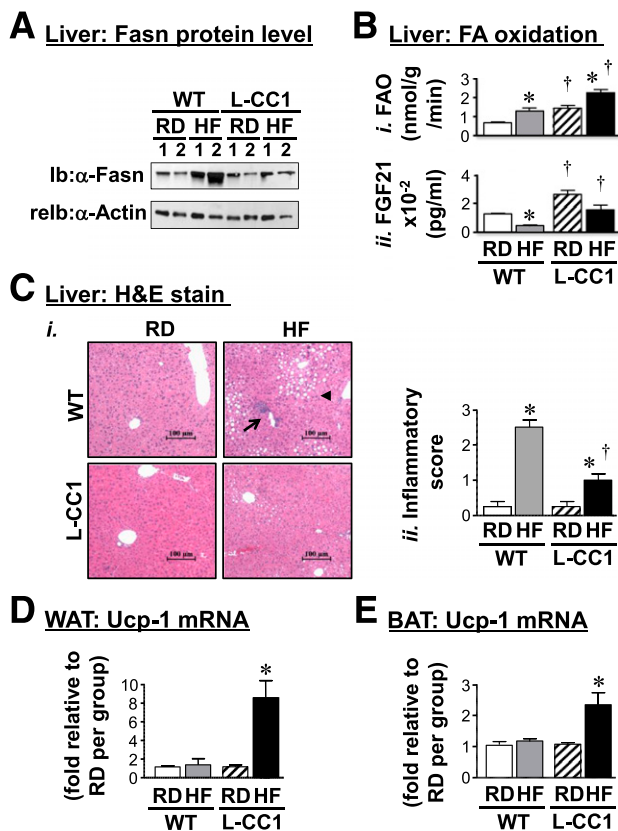 A Liver: Fasn protein level
WT L-CC1
RD HF RD HF
1 2 1 2 1 2 1 2
Ib:α-Fasn
reIb:α-Actin
B Liver: FA oxidation
i. FAO
(nmol/g
/min)
3
2
1
0
* † * †
ii. FGF21
x10-2
(pg/ml)
4
2
0
* † †
RD HF RD HF
WT L-CC1
C Liver: H&E stain
i. RD HF
WT
100 µm
100 µm
L-CC1
100 µm
100 µm
ii. Inflammatory
score
3
2
1
0
* * †
RD HF RD HF
WT L-CC1
D WAT: Ucp-1 mRNA
(fold relative to
RD per group)
10
8
6
4
2
0
*
RD HF RD HF
WT L-CC1
E BAT: Ucp-1 mRNA
(fold relative to
RD per group)
3
2
1
0
*
RD HF RD HF
WT L-CC1